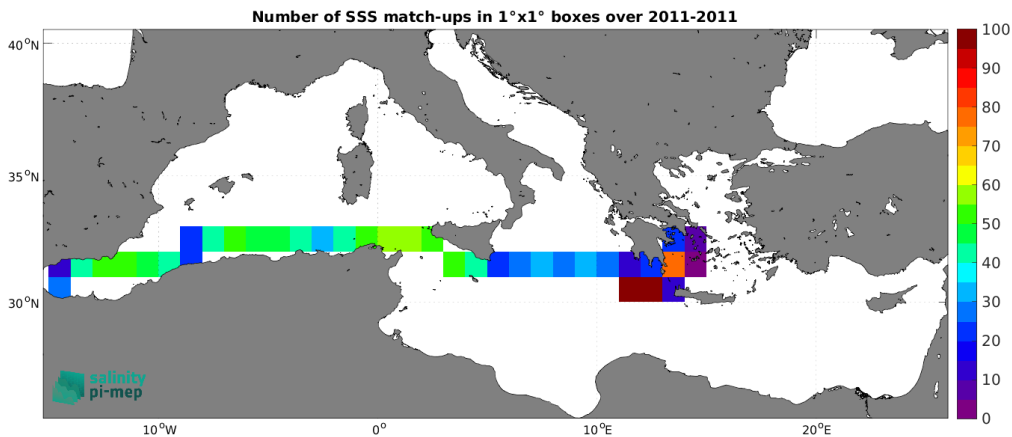 Number of SSS match-ups in 1°x1° boxes over 2011-2011
40°N
35°N
30°N
10°W
0°
10°E
20°E
100
90
80
70
60
50
40
30
20
10
0
salinity
pi-mep